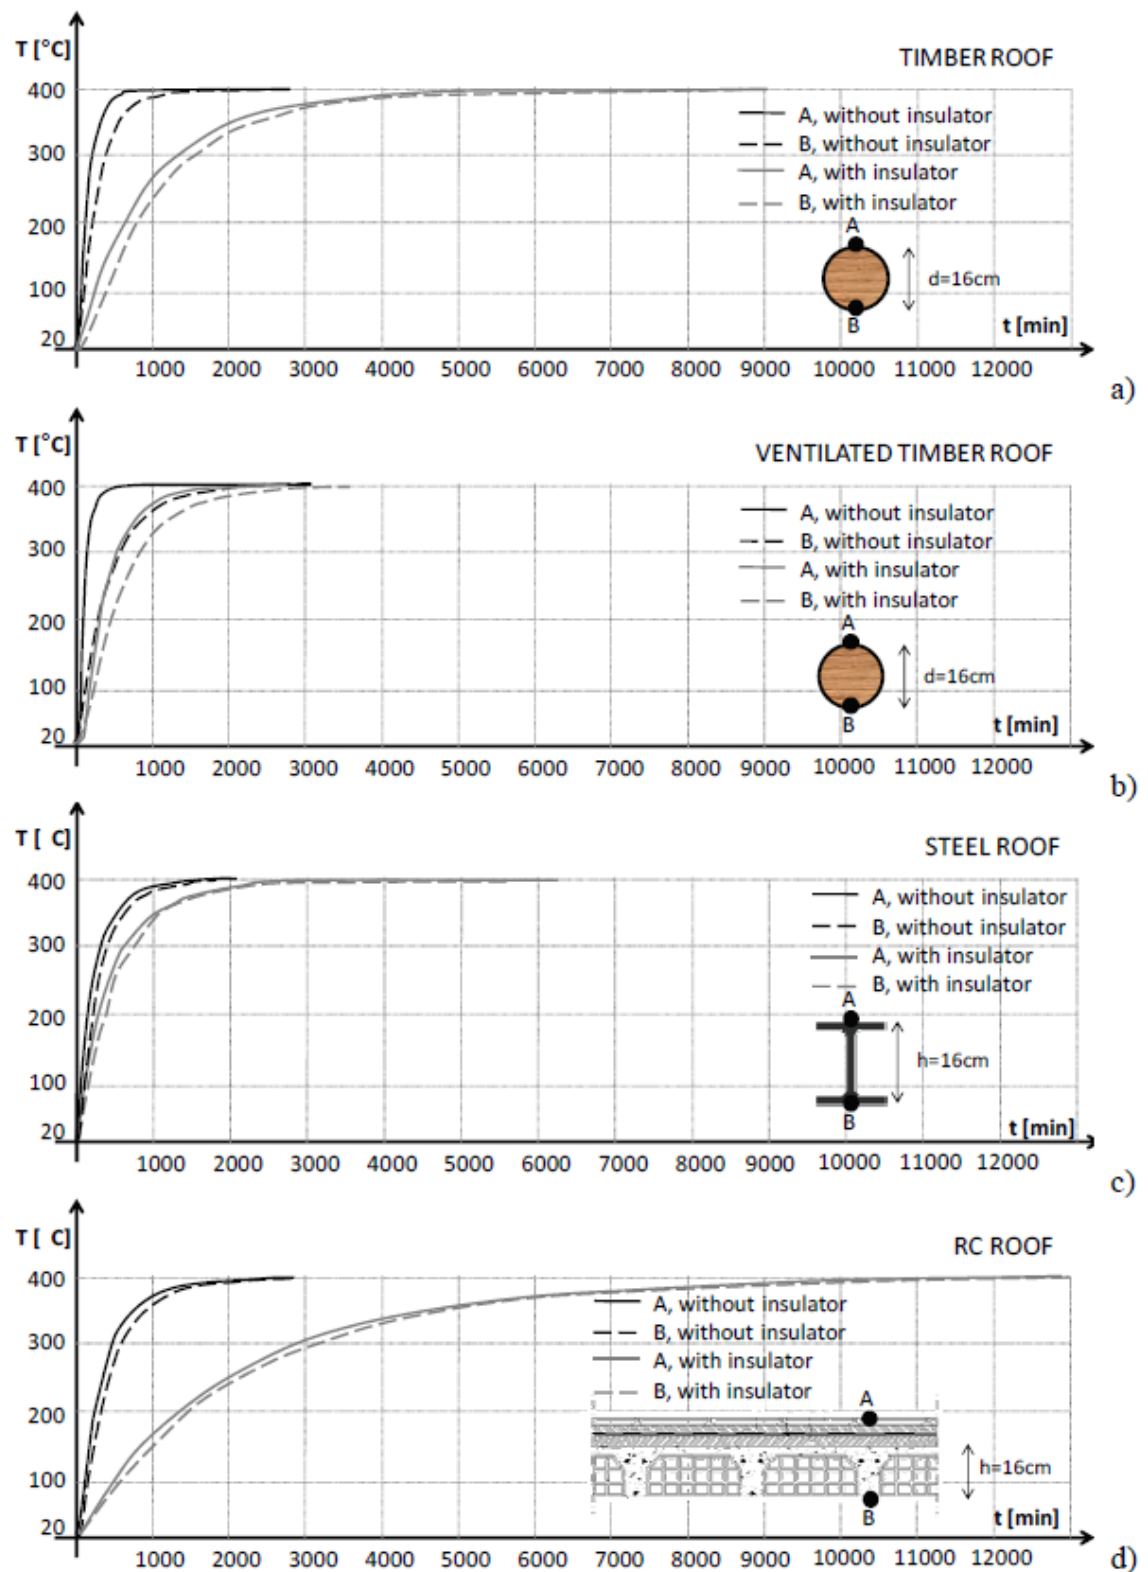 T [°C]
TIMBER ROOF
400
A, without insulator
B, without insulator
300
A, with insulator
B, with insulator
200
A
d=16cm
100
B
t [min]
20
1000 2000 3000 4000 5000 6000 7000 8000 9000 10000 11000 12000
a)
T [°C]
VENTILATED TIMBER ROOF
400
A, without insulator
B, without insulator
300
A, with insulator
B, with insulator
200
A
d=16cm
100
B
t [min]
20
1000 2000 3000 4000 5000 6000 7000 8000 9000 10000 11000 12000
b)
T [ C]
STEEL ROOF
400
A, without insulator
B, without insulator
300
A, with insulator
B, with insulator
A
200
h=16cm
100
B
t [min]
20
1000 2000 3000 4000 5000 6000 7000 8000 9000 10000 11000 12000
c)
T [ C]
RC ROOF
400
A, without insulator
B, without insulator
300
A, with insulator
B, with insulator
A
200
h=16cm
100
B
t [min]
20
1000 2000 3000 4000 5000 6000 7000 8000 9000 10000 11000 12000
d)